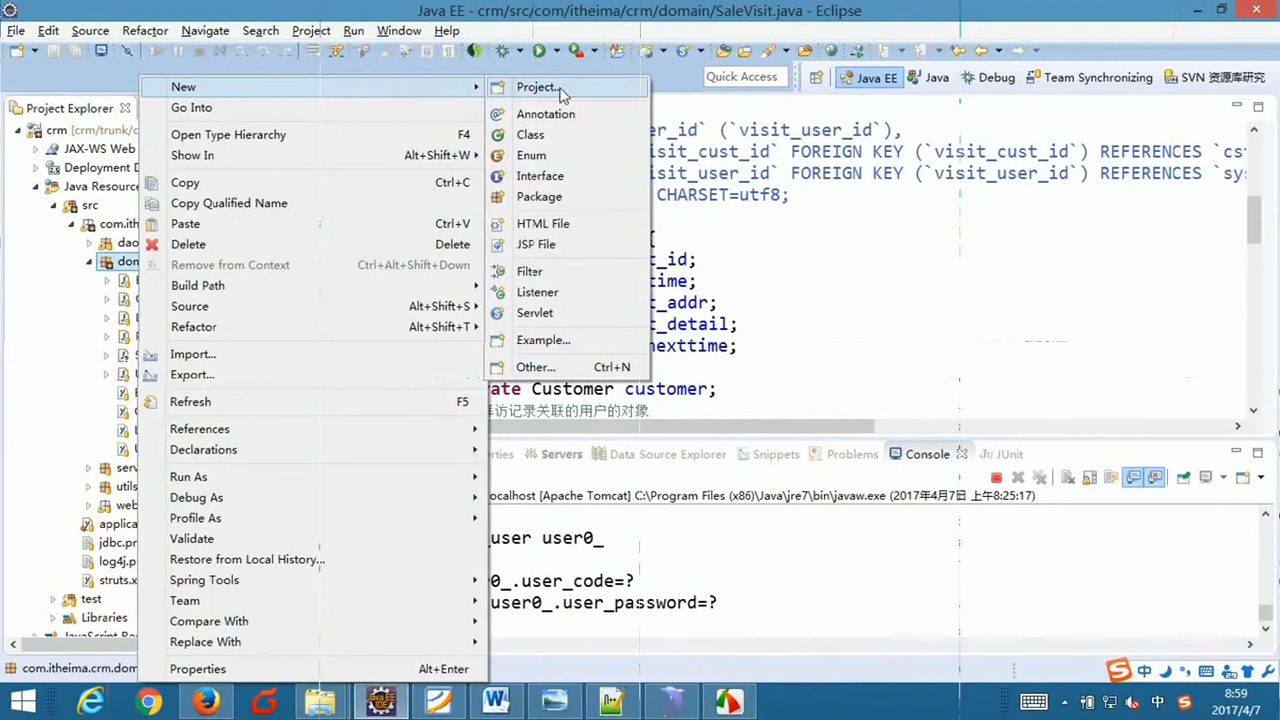 Java EE - crm/src/com/itheima/crm/domain/SaleVisit.java - Eclipse
File Edit Source Refactor Navigate Search Project Run Window Help
Quick Access Java EE Java Debug Team Synchronizing SVN 资源库研究
Project Explorer
crm [crm/trunk/
JAX-WS Web
Deployment D
Java Resourc
src
com.ith
dao
dom
serv
utils
web
applica
jdbc.pr
log4j.p
struts.x
test
Libraries
New
Go Into
Open Type Hierarchy F4
Show In Alt+Shift+W
Copy Ctrl+C
Copy Qualified Name
Paste Ctrl+V
Delete Delete
Remove from Context Ctrl+Alt+Shift+Down
Build Path
Source Alt+Shift+S
Refactor Alt+Shift+T
Import...
Export...
Refresh F5
References
Declarations
Run As
Debug As
Profile As
Validate
Restore from Local History...
Spring Tools
Team
Compare With
Replace With
Properties Alt+Enter
Project...
Annotation
Class
Enum
Interface
Package
HTML File
JSP File
Filter
Listener
Servlet
Example...
Other... Ctrl+N
er_id` (`visit_user_id`),
isit_cust_id` FOREIGN KEY (`visit_cust_id`) REFERENCES `cs
isit_user_id` FOREIGN KEY (`visit_user_id`) REFERENCES `sy
CHARSET=utf8;
{
t_id;
time;
t_addr;
t_detail;
nexttime;
ate Customer customer;
拜访记录关联的用户的对象
erties Servers Data Source Explorer Snippets Problems Console JUnit
ocalhost [Apache Tomcat] C:\Program Files (x86)\Java\jre7\bin\javaw.exe (2017年4月7日 上午8:25:17)
_user user0_
0_.user_code=?
user0_.user_password=?
com.itheima.crm.dom
中
中
8:59
2017/4/7